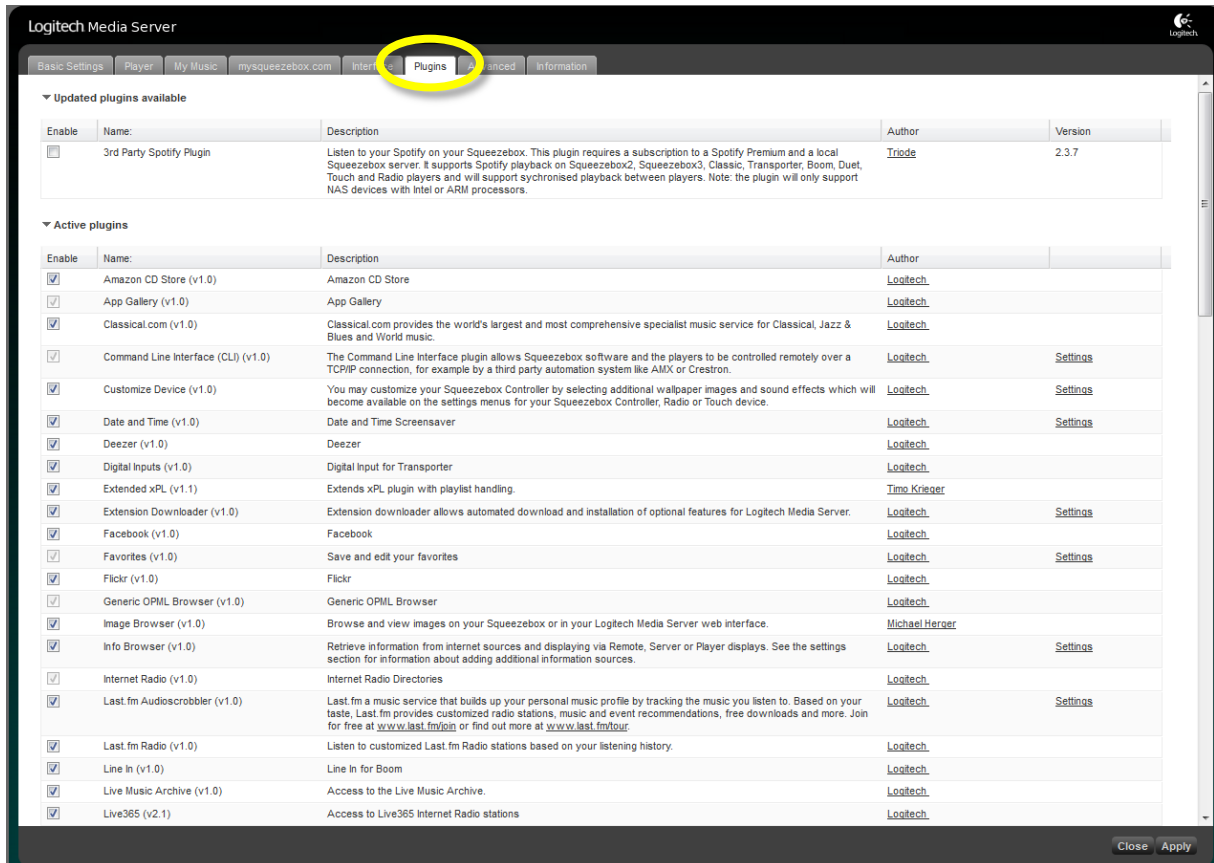 Logitech Media Server
Logitech
Basic Settings Player My Music mysqueezebox.com Plugins Information
Updated plugins available
Enable Name: Description Author Version
3rd Party Spotify Plugin Listen to your Spotify on your Squeezebox. This plugin requires a subscription to a Spotify Premium and a local Triode 2.3.7
Squeezebox server. It supports Spotify playback on Squeezebox2, Squeezebox3, Classic, Transporter, Boom, Duet,
Touch and Radio players and will support sychronised playback between players. Note: the plugin will only support
NAS devices with Intel or ARM processors.
Active plugins
Enable Name: Description Author
Amazon CD Store (v1.0) Amazon CD Store Logitech
App Gallery (v1.0) App Gallery Logitech
Classical.com (v1.0) Classical.com provides the world's largest and most comprehensive specialist music service for Classical, Jazz & Logitech
Blues and World music.
Command Line Interface (CLI) (v1.0) The Command Line Interface plugin allows Squeezebox software and the players to be controlled remotely over a Logitech Settings
TCP/IP connection, for example by a third party automation system like AMX or Crestron.
Customize Device (v1.0) You may customize your Squeezebox Controller by selecting additional wallpaper images and sound effects which will Logitech Settings
become available on the settings menus for your Squeezebox Controller, Radio or Touch device.
Date and Time (v1.0) Date and Time Screensaver Logitech Settings
Deezer (v1.0) Deezer Logitech
Digital Inputs (v1.0) Digital Input for Transporter Logitech
Extended xPL (v1.1) Extends xPL plugin with playlist handling. Timo Krieger
Extension Downloader (v1.0) Extension downloader allows automated download and installation of optional features for Logitech Media Server. Logitech Settings
Facebook (v1.0) Facebook Logitech
Favorites (v1.0) Save and edit your favorites Logitech Settings
Flickr (v1.0) Flickr Logitech
Generic OPML Browser (v1.0) Generic OPML Browser Logitech
Image Browser (v1.0) Browse and view images on your Squeezebox or in your Logitech Media Server web interface. Michael Herger
Info Browser (v1.0) Retrieve information from internet sources and displaying via Remote, Server or Player displays. See the settings Logitech Settings
section for information about adding additional information sources.
Internet Radio (v1.0) Internet Radio Directories Logitech
Last.fm Audioscrobbler (v1.0) Last.fm a music service that builds up your personal music profile by tracking the music you listen to. Based on your Logitech Settings
taste, Last.fm provides customized radio stations, music and event recommendations, free downloads and more. Join
for free at www.last.fm/join or find out more at www.last.fm/tour.
Last.fm Radio (v1.0) Listen to customized Last.fm Radio stations based on your listening history. Logitech
Line In (v1.0) Line In for Boom Logitech
Live Music Archive (v1.0) Access to the Live Music Archive. Logitech
Live365 (v2.1) Access to Live365 Internet Radio stations Logitech
Close Apply